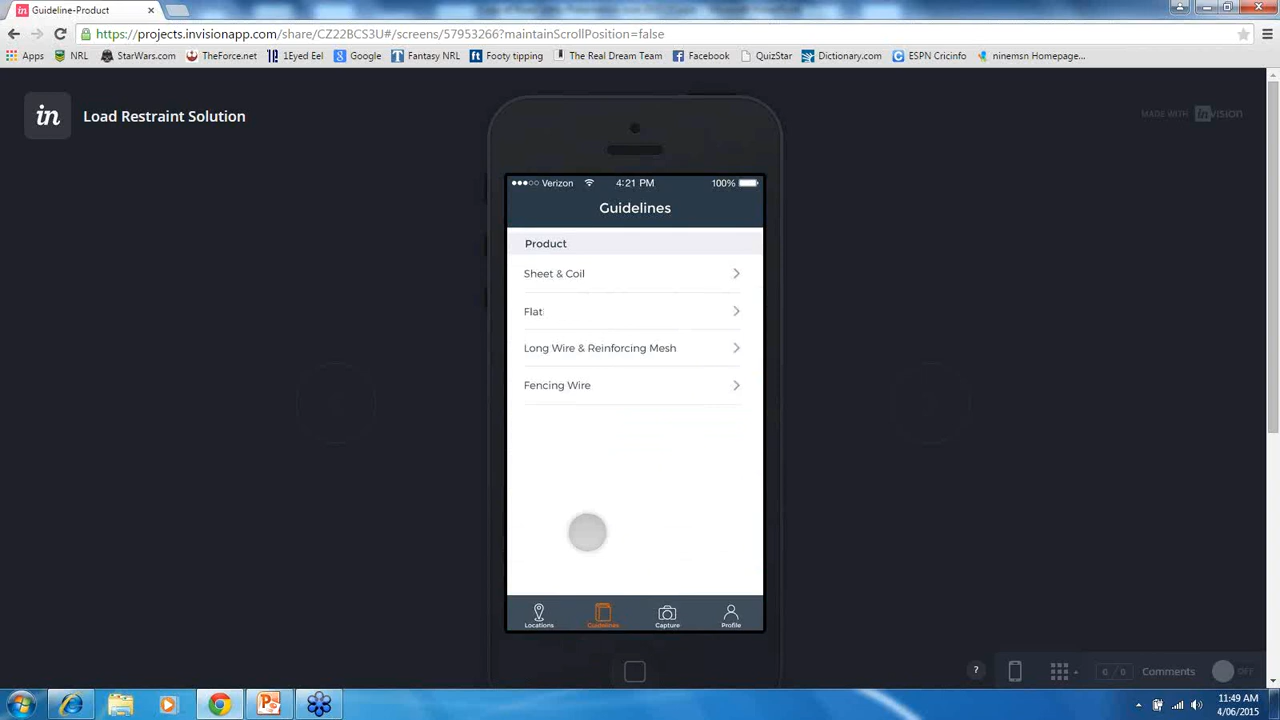 Guideline-Product
https://projects.invisionapp.com/share/CZ22BCS3U#/screens/57953266?maintainScrollPosition=false
Apps NRL StarWars.com TheForce.net 1Eyed Eel Google Fantasy NRL Footy tipping The Real Dream Team Facebook QuizStar Dictionary.com ESPN Cricinfo ninemsn Homepage...
in Load Restraint Solution
MADE WITH invision
Verizon 4:21 PM 100%
Guidelines
Product
Sheet & Coil
Flat
Long Wire & Reinforcing Mesh
Fencing Wire
Locations Guidelines Capture Profile
? Comments OFF
11:49 AM
4/06/2015